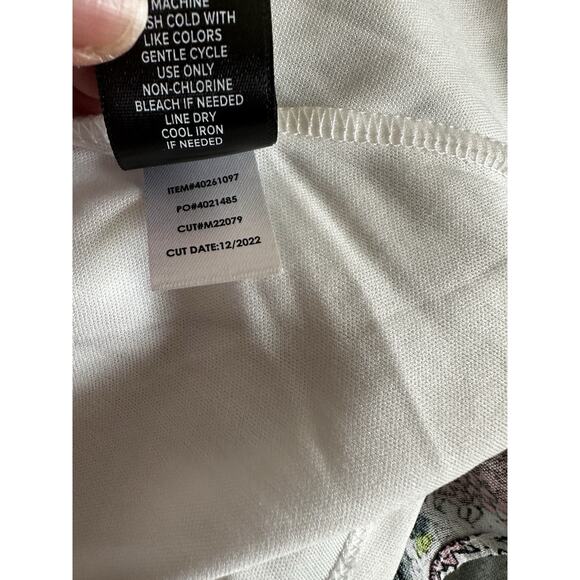 MACHINE
WASH COLD WITH
LIKE COLORS
GENTLE CYCLE
USE ONLY
NON-CHLORINE
BLEACH IF NEEDED
LINE DRY
COOL IRON
IF NEEDED
ITEM#40261097
PO#4021485
CUT#M22079
CUT DATE:12/2022